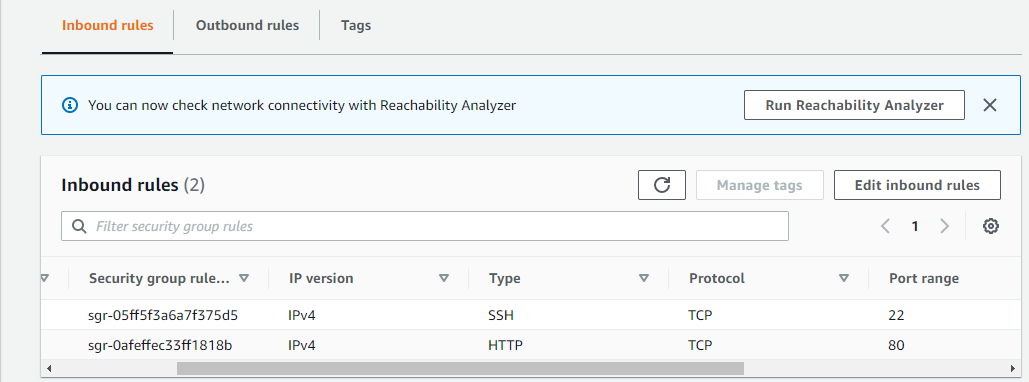 Inbound rules Outbound rules Tags
You can now check network connectivity with Reachability Analyzer Run Reachability Analyzer
Inbound rules (2) Manage tags Edit inbound rules
Filter security group rules 1
Security group rule... IP version Type Protocol Port range
sgr-05ff5f3a6a7f375d5 IPv4 SSH TCP 22
sgr-0afeffec33ff1818b IPv4 HTTP TCP 80